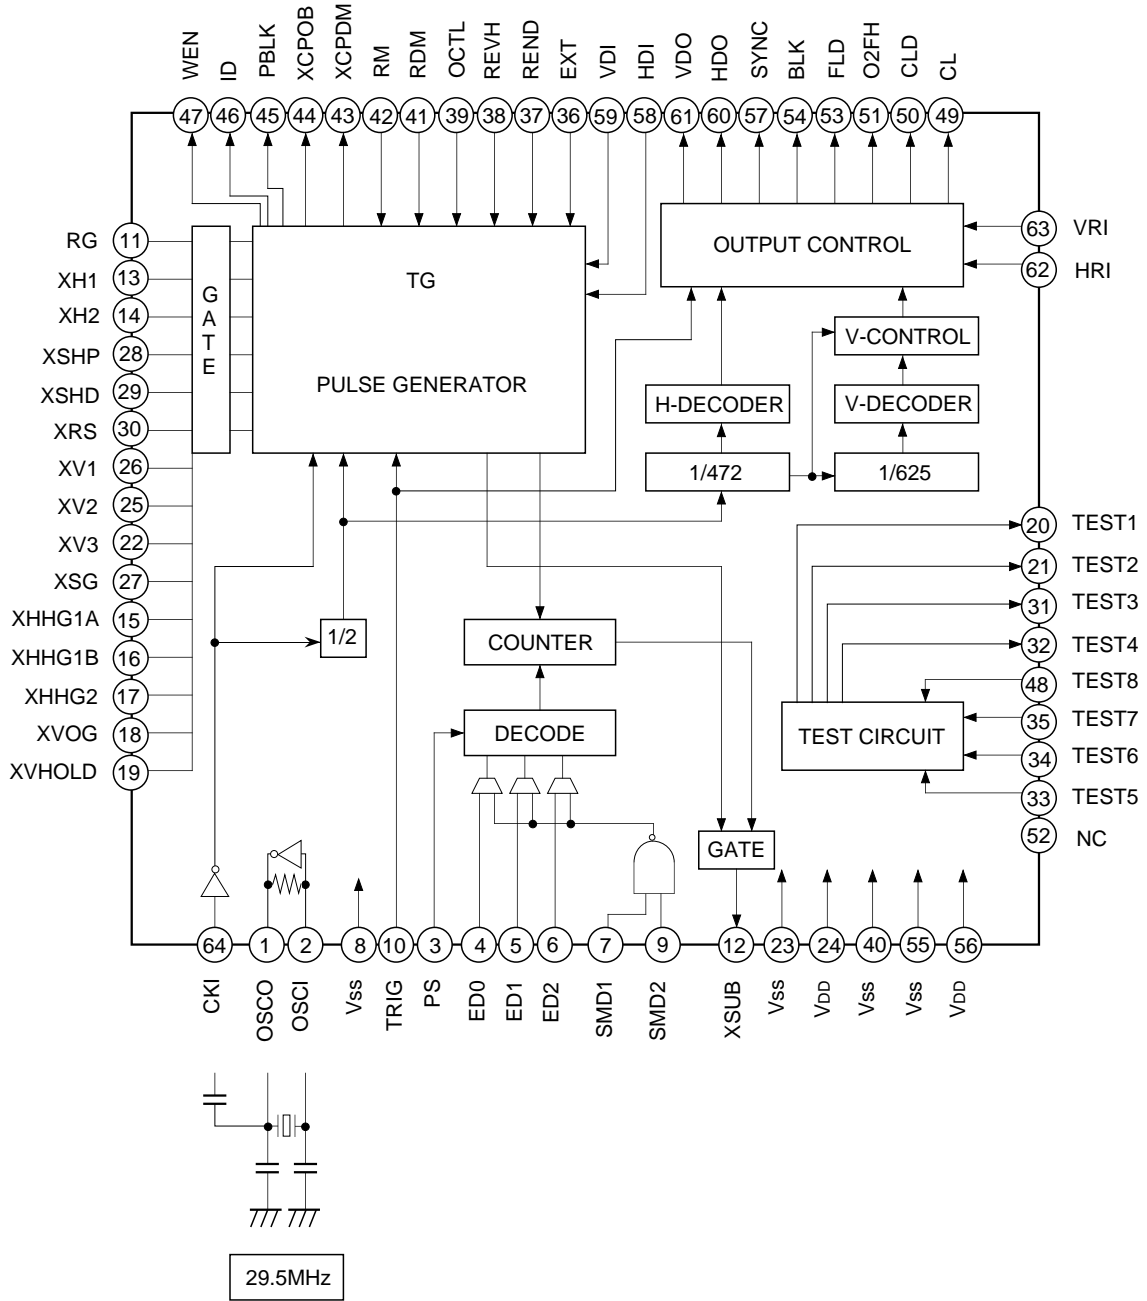 WEN
ID
PBLK
XCPOB
XCPDM
RM
RDM
OCTL
REVH
REND
EXT
VDI
HDI
VDO
HDO
SYNC
BLK
FLD
O2FH
CLD
CL
47
46
45
44
43
42
41
39
38
37
36
59
58
61
60
57
54
53
51
50
49
RG
11
XH1
13
XH2
14
XSHP
28
XSHD
29
XRS
30
XV1
26
XV2
25
XV3
22
XSG
27
XHHG1A
15
XHHG1B
16
XHHG2
17
XVOG
18
XVHOLD
19
GATE
TG
PULSE GENERATOR
OUTPUT CONTROL
63
VRI
62
HRI
V-CONTROL
H-DECODER
V-DECODER
1/472
1/625
20
TEST1
21
TEST2
31
TEST3
32
TEST4
48
TEST8
35
TEST7
34
TEST6
33
TEST5
52
NC
1/2
COUNTER
DECODE
TEST CIRCUIT
GATE
64
1
2
8
10
3
4
5
6
7
9
12
23
24
40
55
56
CKI
OSCO
OSCI
Vss
TRIG
PS
ED0
ED1
ED2
SMD1
SMD2
XSUB
Vss
VDD
Vss
Vss
VDD
29.5MHz